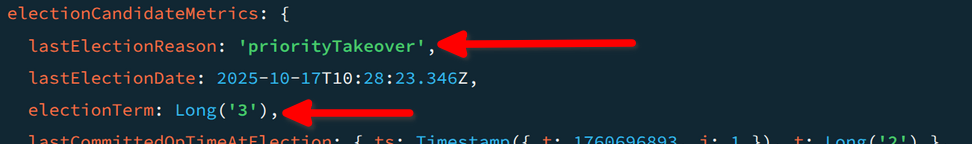 electionCandidateMetrics: {
lastElectionReason: 'priorityTakeover',
lastElectionDate: 2025-10-17T10:28:23.346Z,
electionTerm: Long('3'),
lastCommittedOpTimeAtElection: { ts: Timestamp({ t: 1760696893, i: 1 }), t: Long('2') }